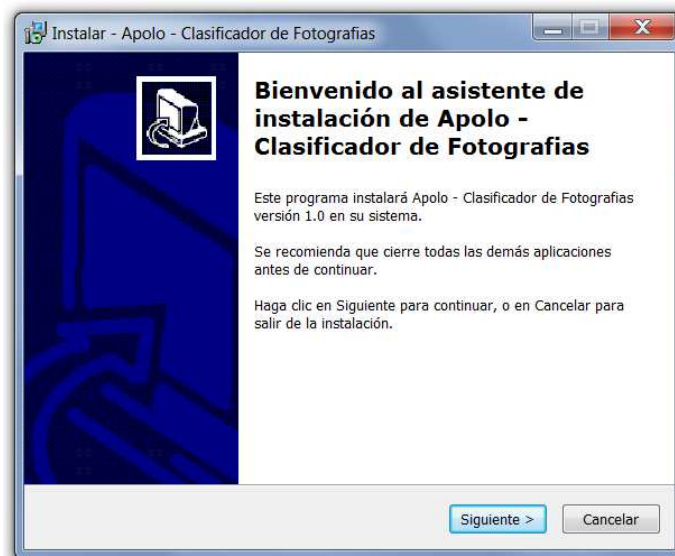 Instalar - Apolo - Clasificador de Fotografias
Bienvenido al asistente de
instalación de Apolo -
Clasificador de Fotografias
Este programa instalará Apolo - Clasificador de Fotografias
versión 1.0 en su sistema.
Se recomienda que cierre todas las demás aplicaciones
antes de continuar.
Haga clic en Siguiente para continuar, o en Cancelar para
salir de la instalación.
Siguiente >
Cancelar